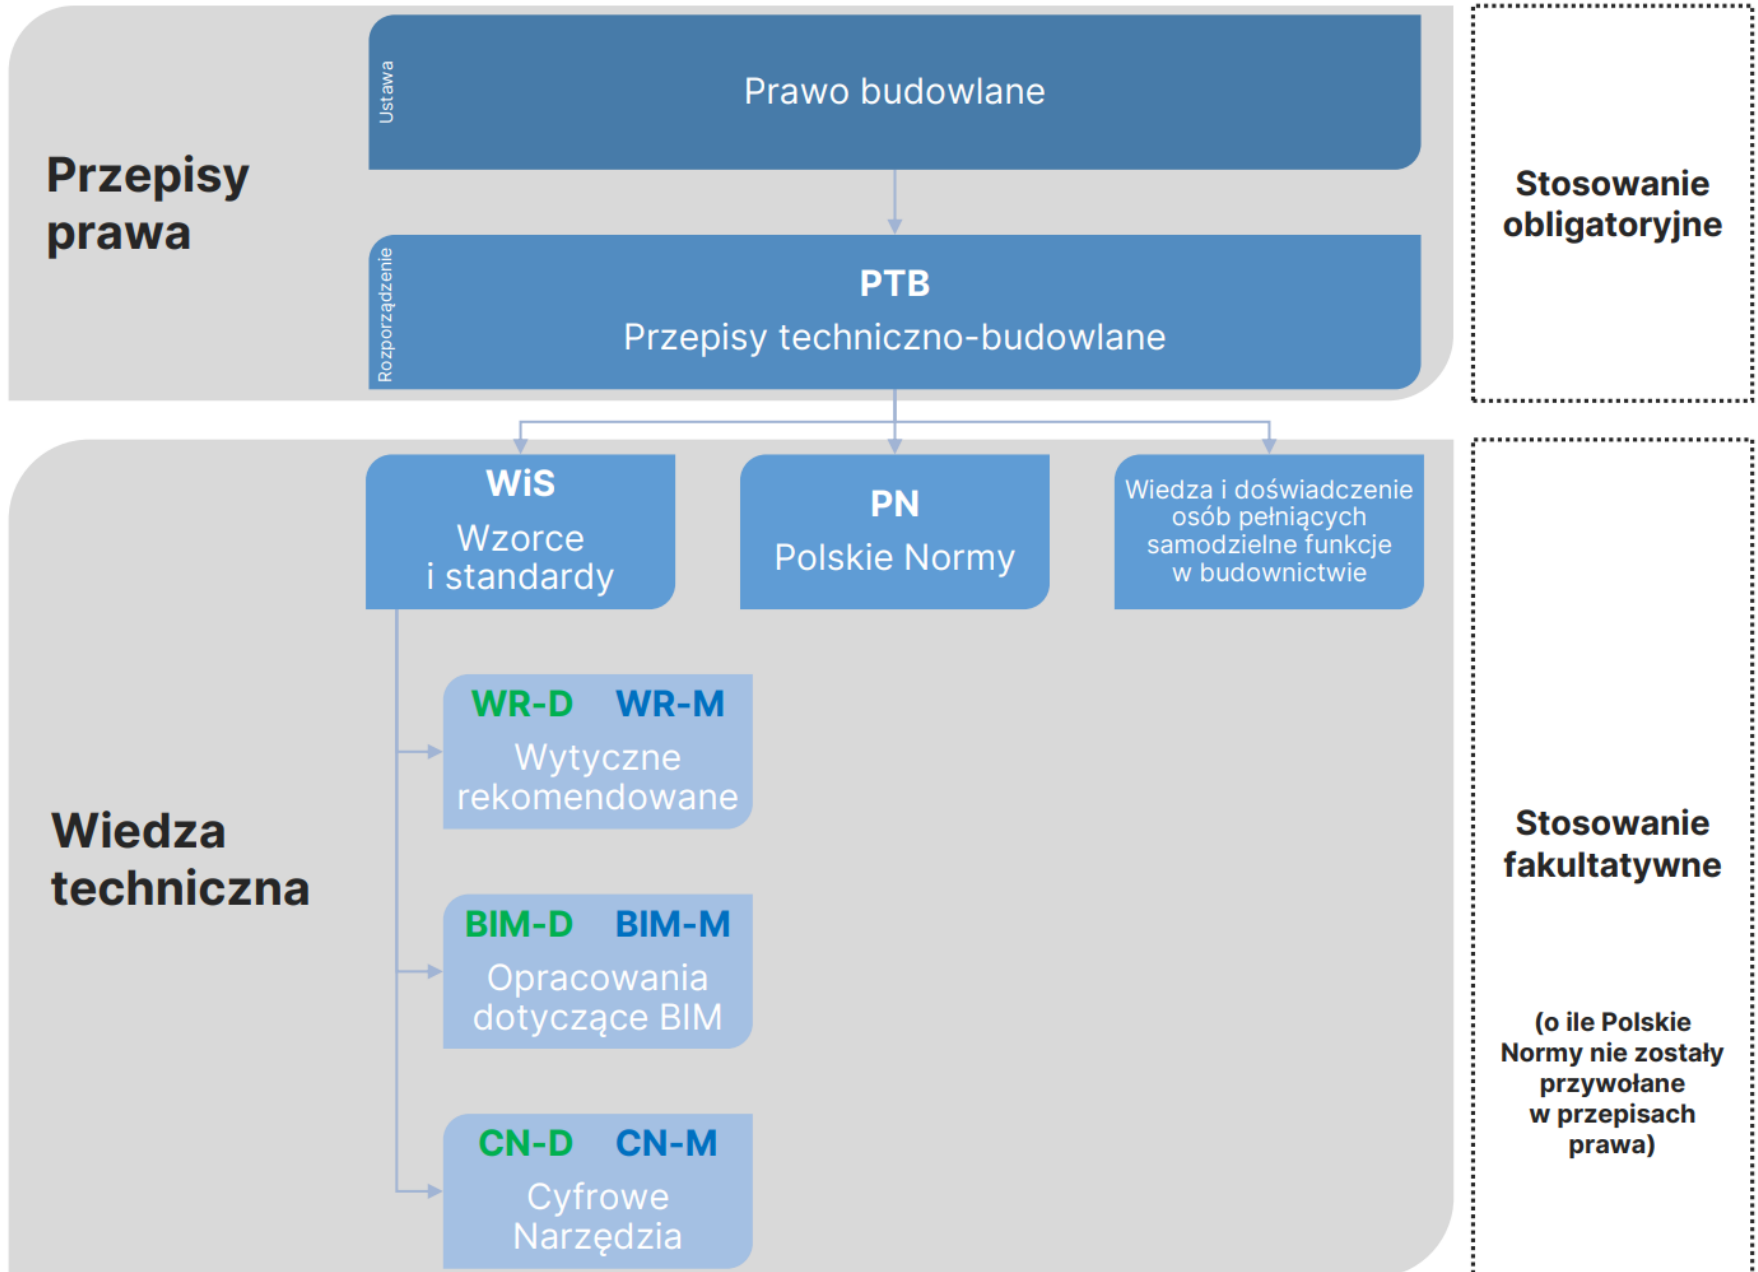 Przepisy
prawa
Ustawa
Prawo budowlane
Rozporządzenie
PTB
Przepisy techniczno-budowlane
Stosowanie
obligatoryjne
Wiedza
techniczna
WiS
Wzorce
i standardy
PN
Polskie Normy
Wiedza i doświadczenie
osób pełniących
samodzielne funkcje
w budownictwie
WR-D WR-M
Wytyczne
rekomendowane
BIM-D BIM-M
Opracowania
dotyczące BIM
CN-D CN-M
Cyfrowe
Narzędzia
Stosowanie
fakultatywne
(o ile Polskie
Normy nie zostały
przywołane
w przepisach
prawa)